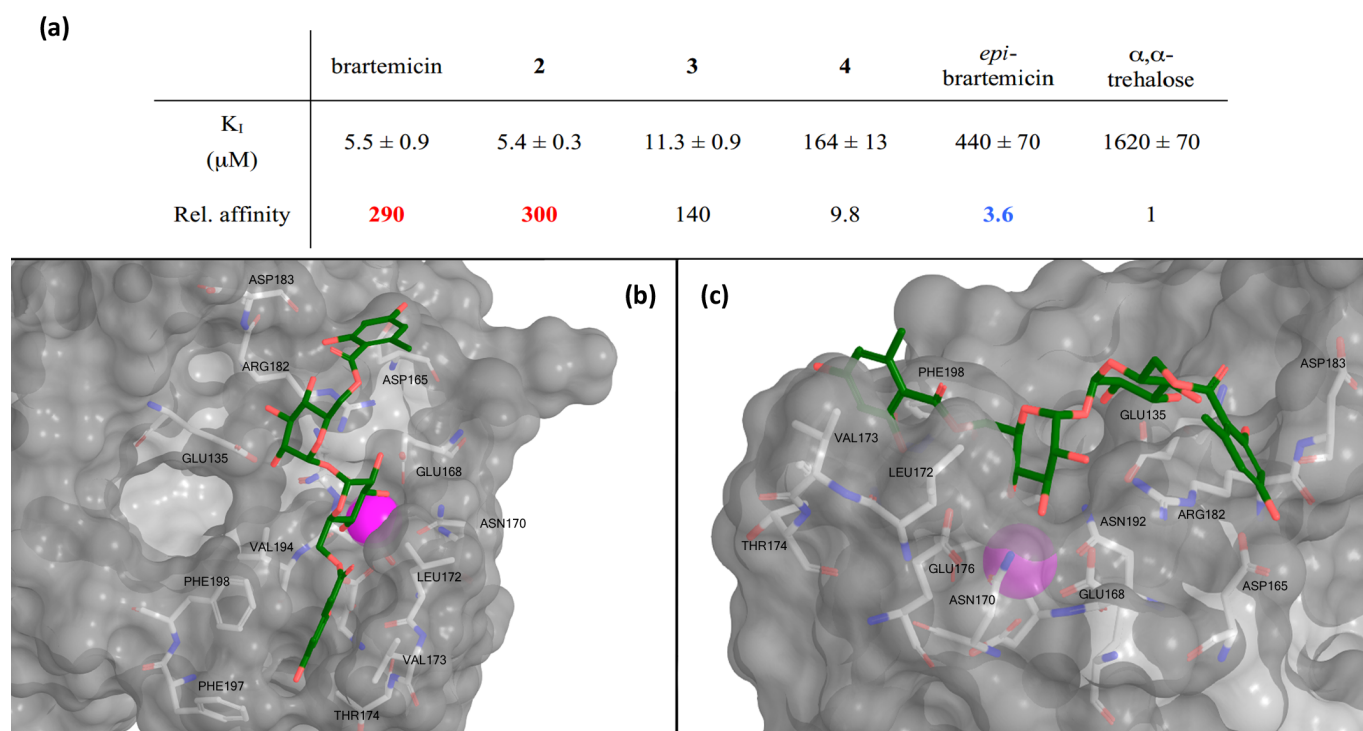 (a)
brartemicin 2 3 4 epi-brartemicin α,α-trehalose
K_I (μM) 5.5 ± 0.9 5.4 ± 0.3 11.3 ± 0.9 164 ± 13 440 ± 70 1620 ± 70
Rel. affinity 290 300 140 9.8 3.6 1
(b)
ASP183
ARG182
ASP165
GLU135
GLU168
ASN170
VAL194
LEU172
PHE198
VAL173
PHE197
THR174
(c)
ASP183
PHE198
GLU135
VAL173
LEU172
ARG182
ASN192
THR174
GLU176
ASN170
GLU168
ASP165